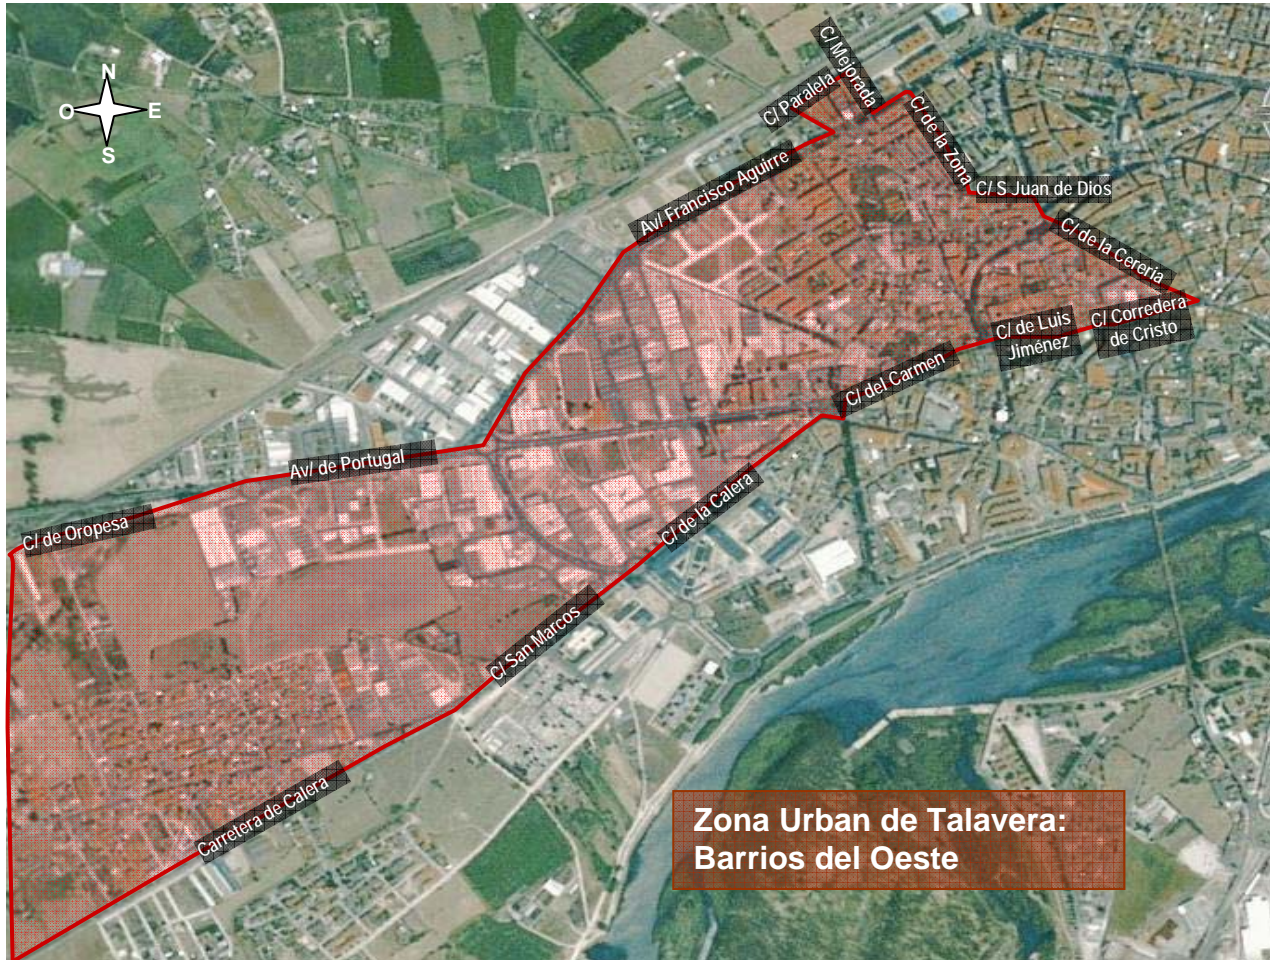 N
O
E
S
C/ Mejorada
C/ Paralela
C/ de la Zona
Av/ Francisco Aguirre
C/ S Juan de Dios
C/ de la Cerería
C/ Corredera
de Cristo
C/ de Luis
Jiménez
C/ del Carmen
Av/ de Portugal
C/ de la Calera
C/ de Oropesa
C/ San Marcos
Carretera de Calera
Zona Urban de Talavera:
Barrios del Oeste